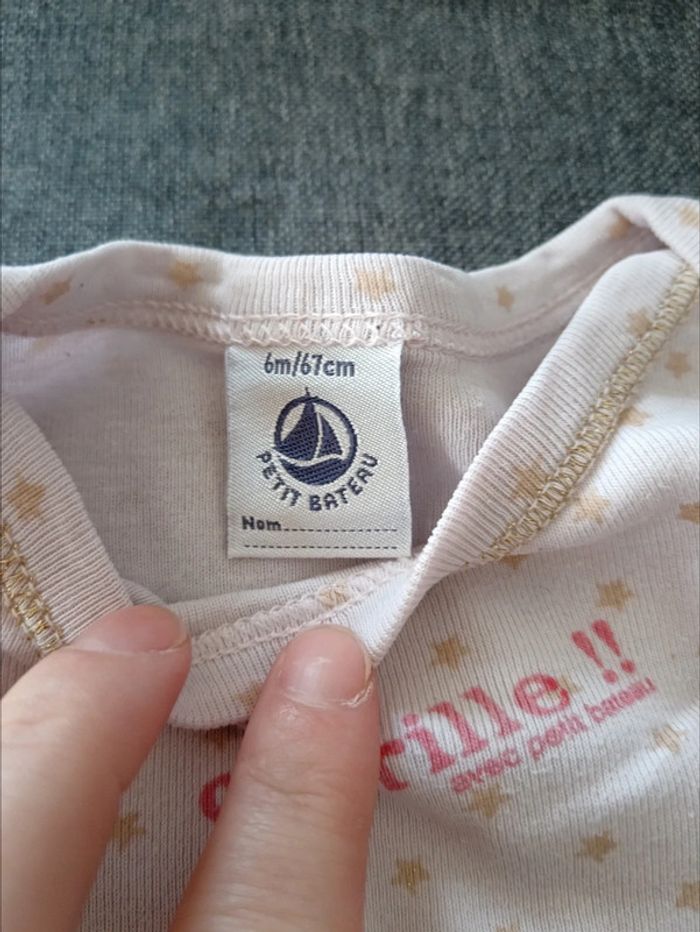 6m/67cm
PETIT BATEAU
Nom
rille !!
avec petit bateau